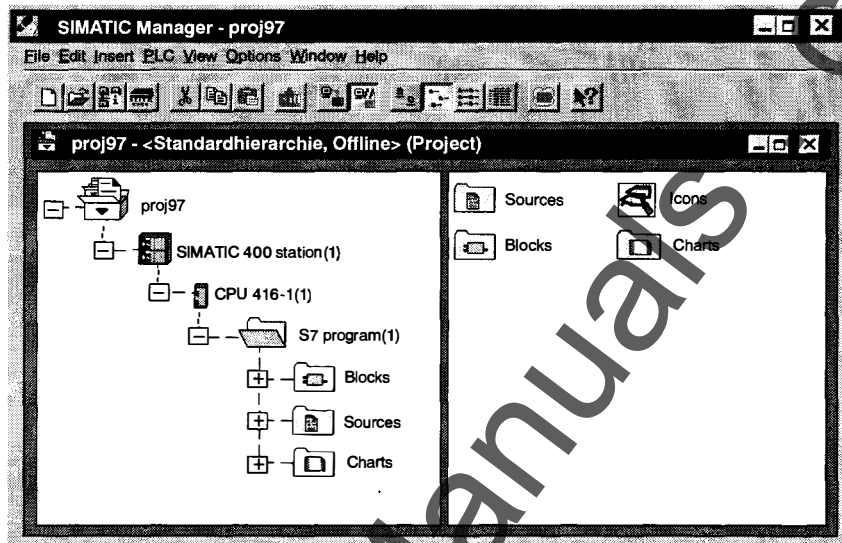 SIMATIC Manager - proj97
File Edit Insert PLC View Options Window Help
proj97 - <Standardhierarchie, Offline> (Project)
proj97
SIMATIC 400 station(1)
CPU 416-1(1)
S7 program(1)
Blocks
Sources
Charts
Sources
Icons
Blocks
Charts
Manuals